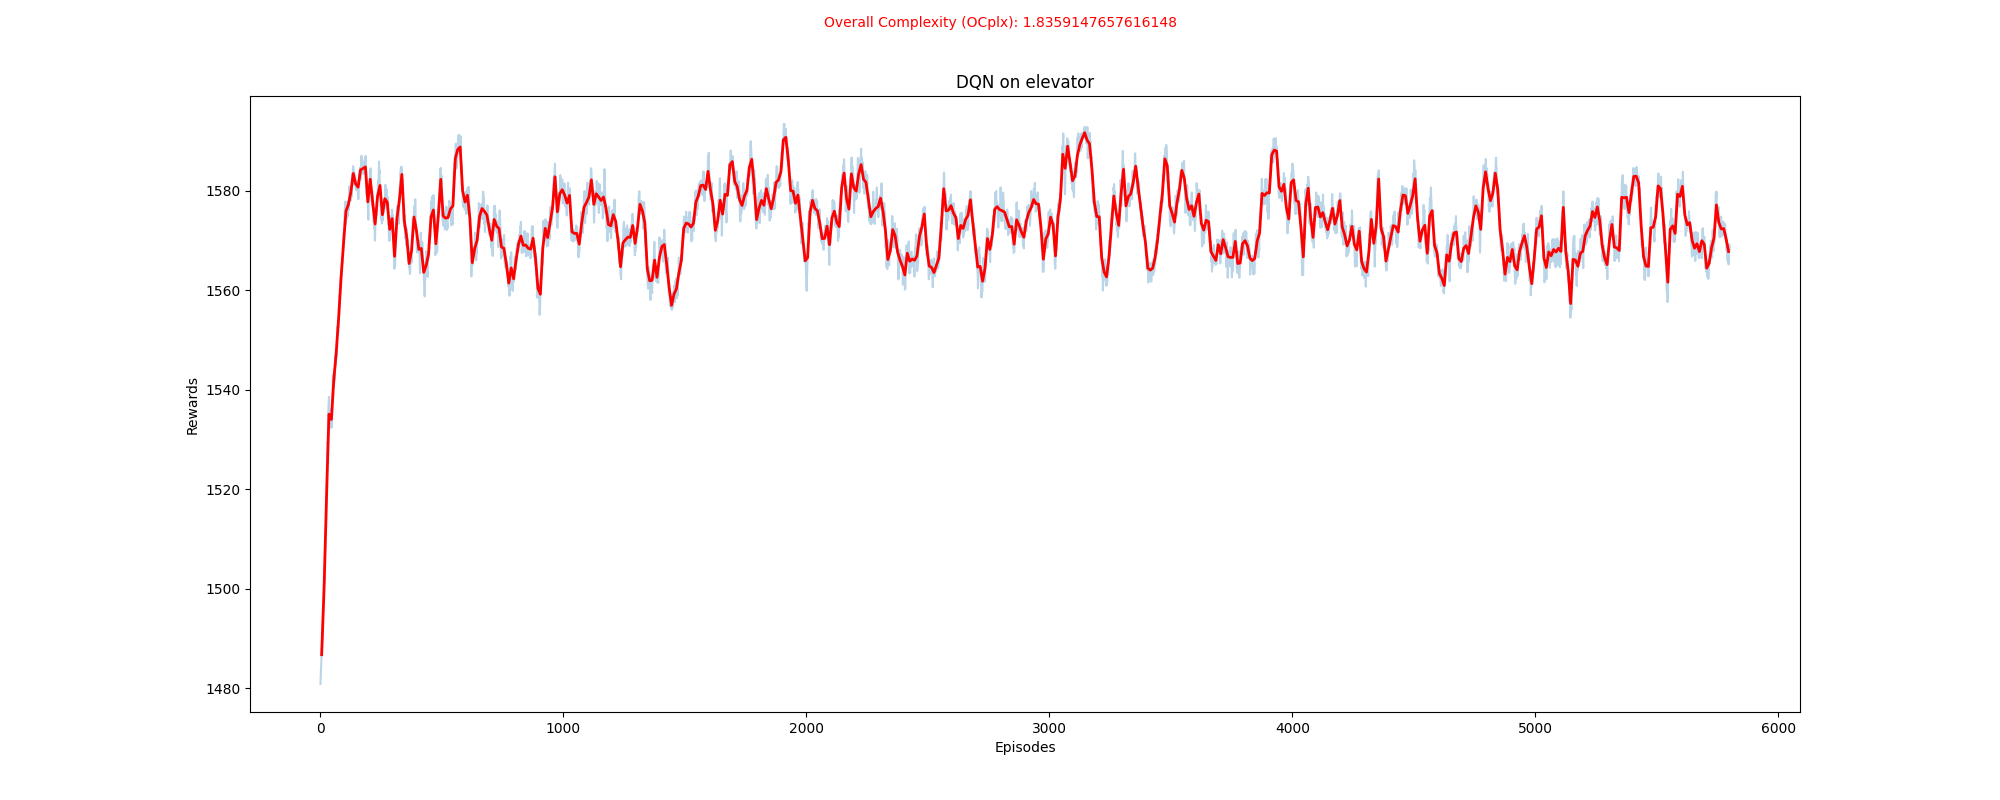 Overall Complexity (OCplx): 1.8359147657616148
DQN on elevator
Rewards
1580
1560
1540
1520
1500
1480
0 1000 2000 3000 4000 5000 6000
Episodes